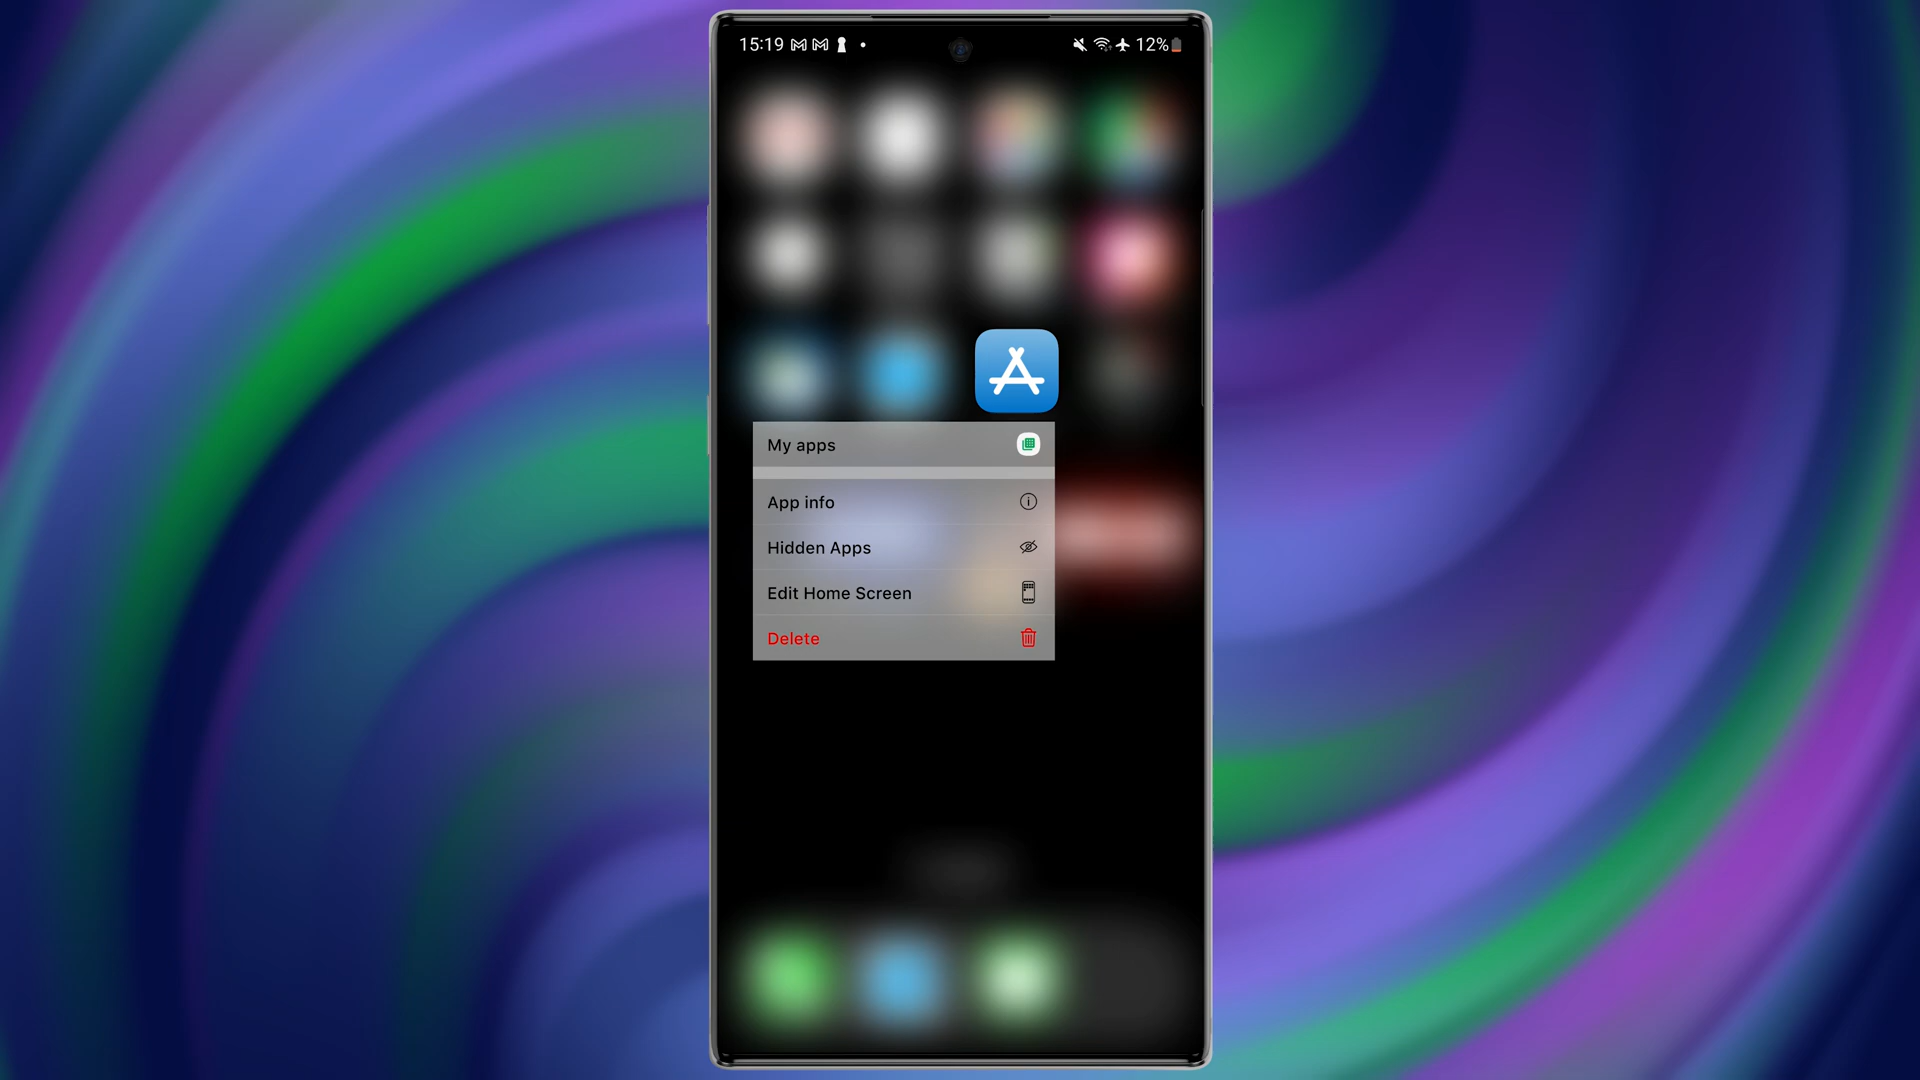 15:19
12%
My apps
App info
Hidden Apps
Edit Home Screen
Delete